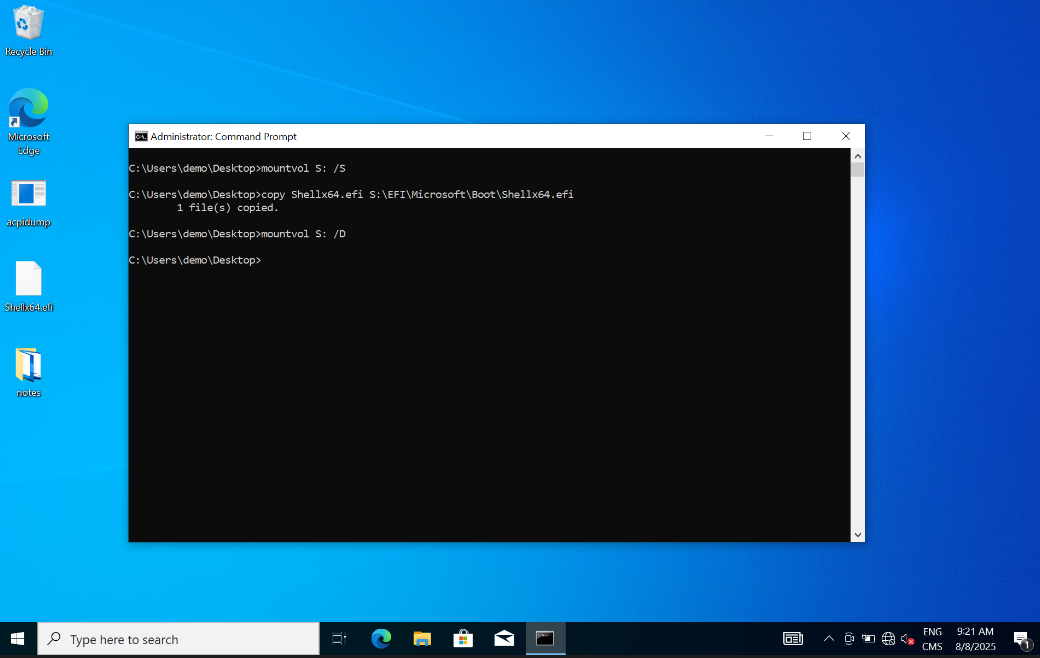 Recycle Bin
Microsoft
Edge
acpidump
Shellx64.efi
notes
Administrator: Command Prompt
C:\Users\demo\Desktop>mountvol S: /S
C:\Users\demo\Desktop>copy Shellx64.efi S:\EFI\Microsoft\Boot\Shellx64.efi
1 file(s) copied.
C:\Users\demo\Desktop>mountvol S: /D
C:\Users\demo\Desktop>
Type here to search
ENG
CMS
9:21 AM
8/8/2025
1